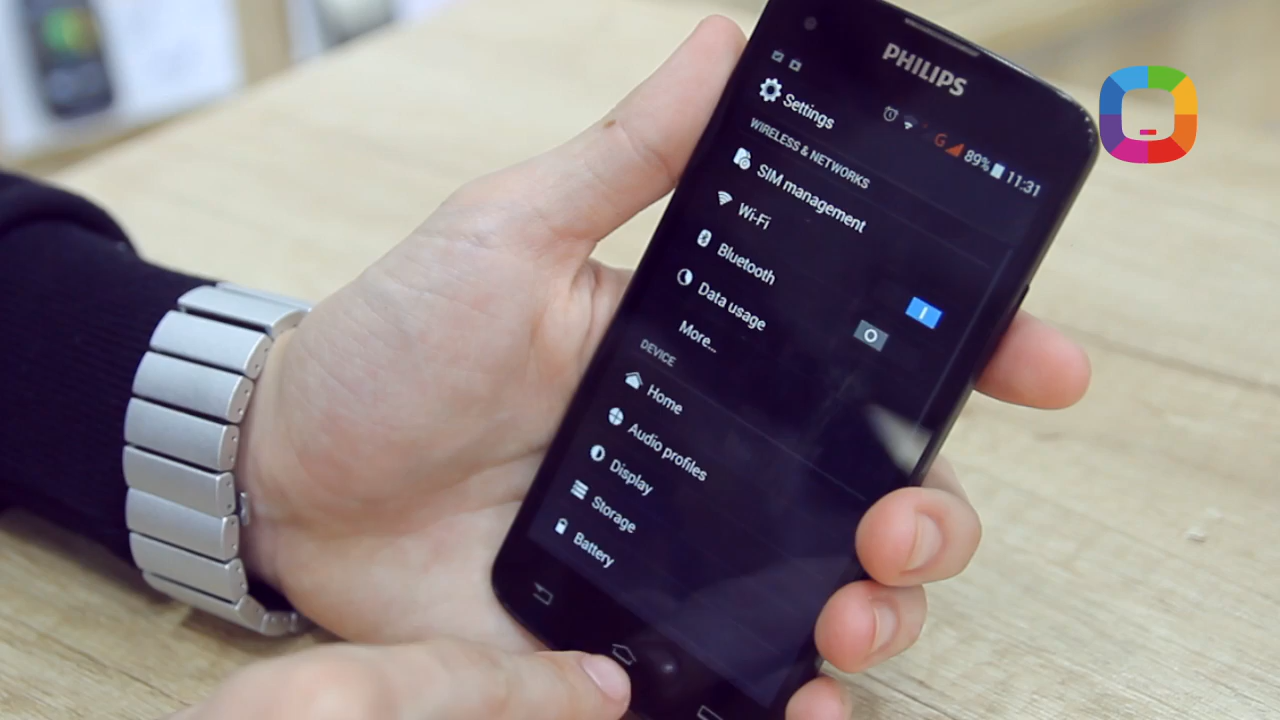 PHILIPS
G 89% 11:31
Settings
WIRELESS & NETWORKS
SIM management
Wi-Fi
Bluetooth
Data usage
More...
DEVICE
Home
Audio profiles
Display
Storage
Battery